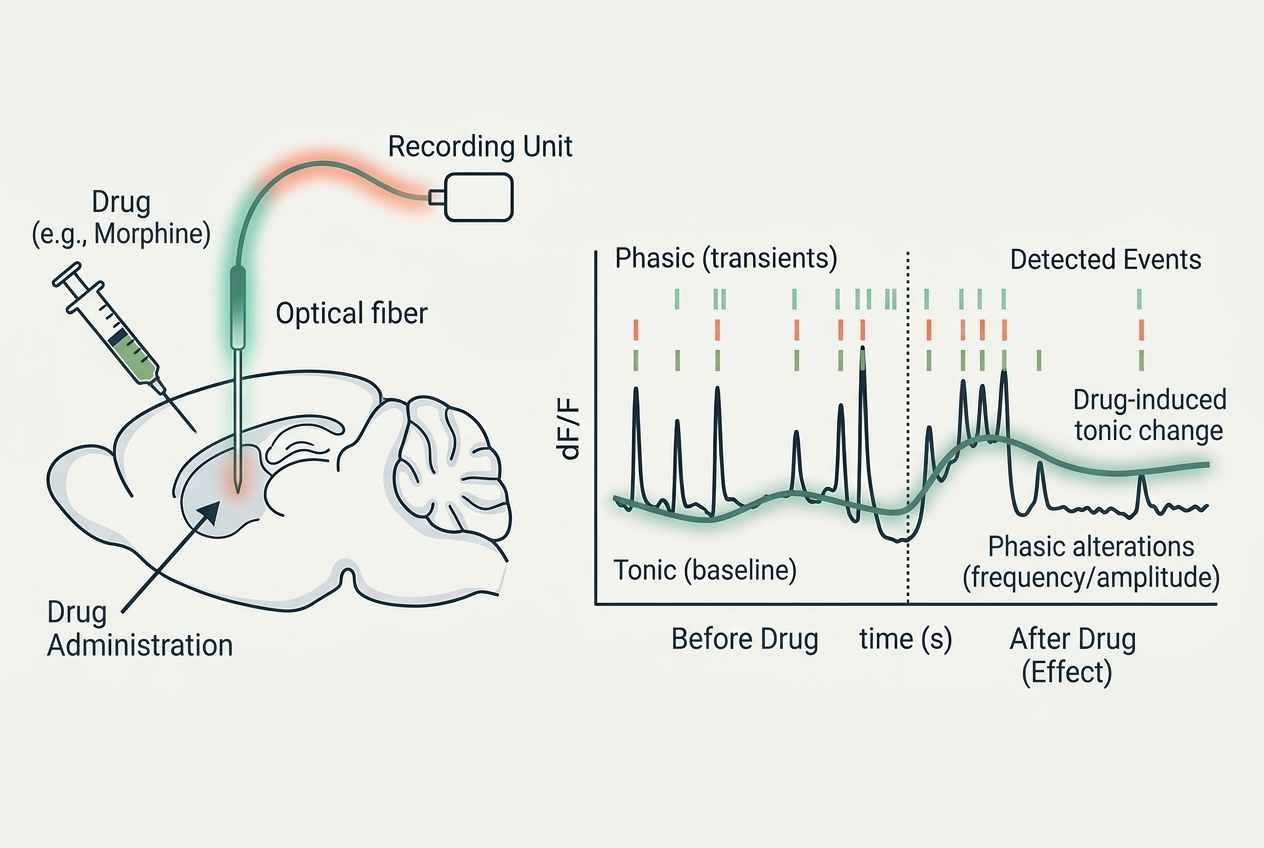 Recording Unit
Drug
(e.g., Morphine)
Optical fiber
Drug
Administration
Phasic (transients)
Detected Events
dF/F
Drug-induced
tonic change
Tonic (baseline)
Phasic alterations
(frequency/amplitude)
Before Drug
time (s)
After Drug
(Effect)